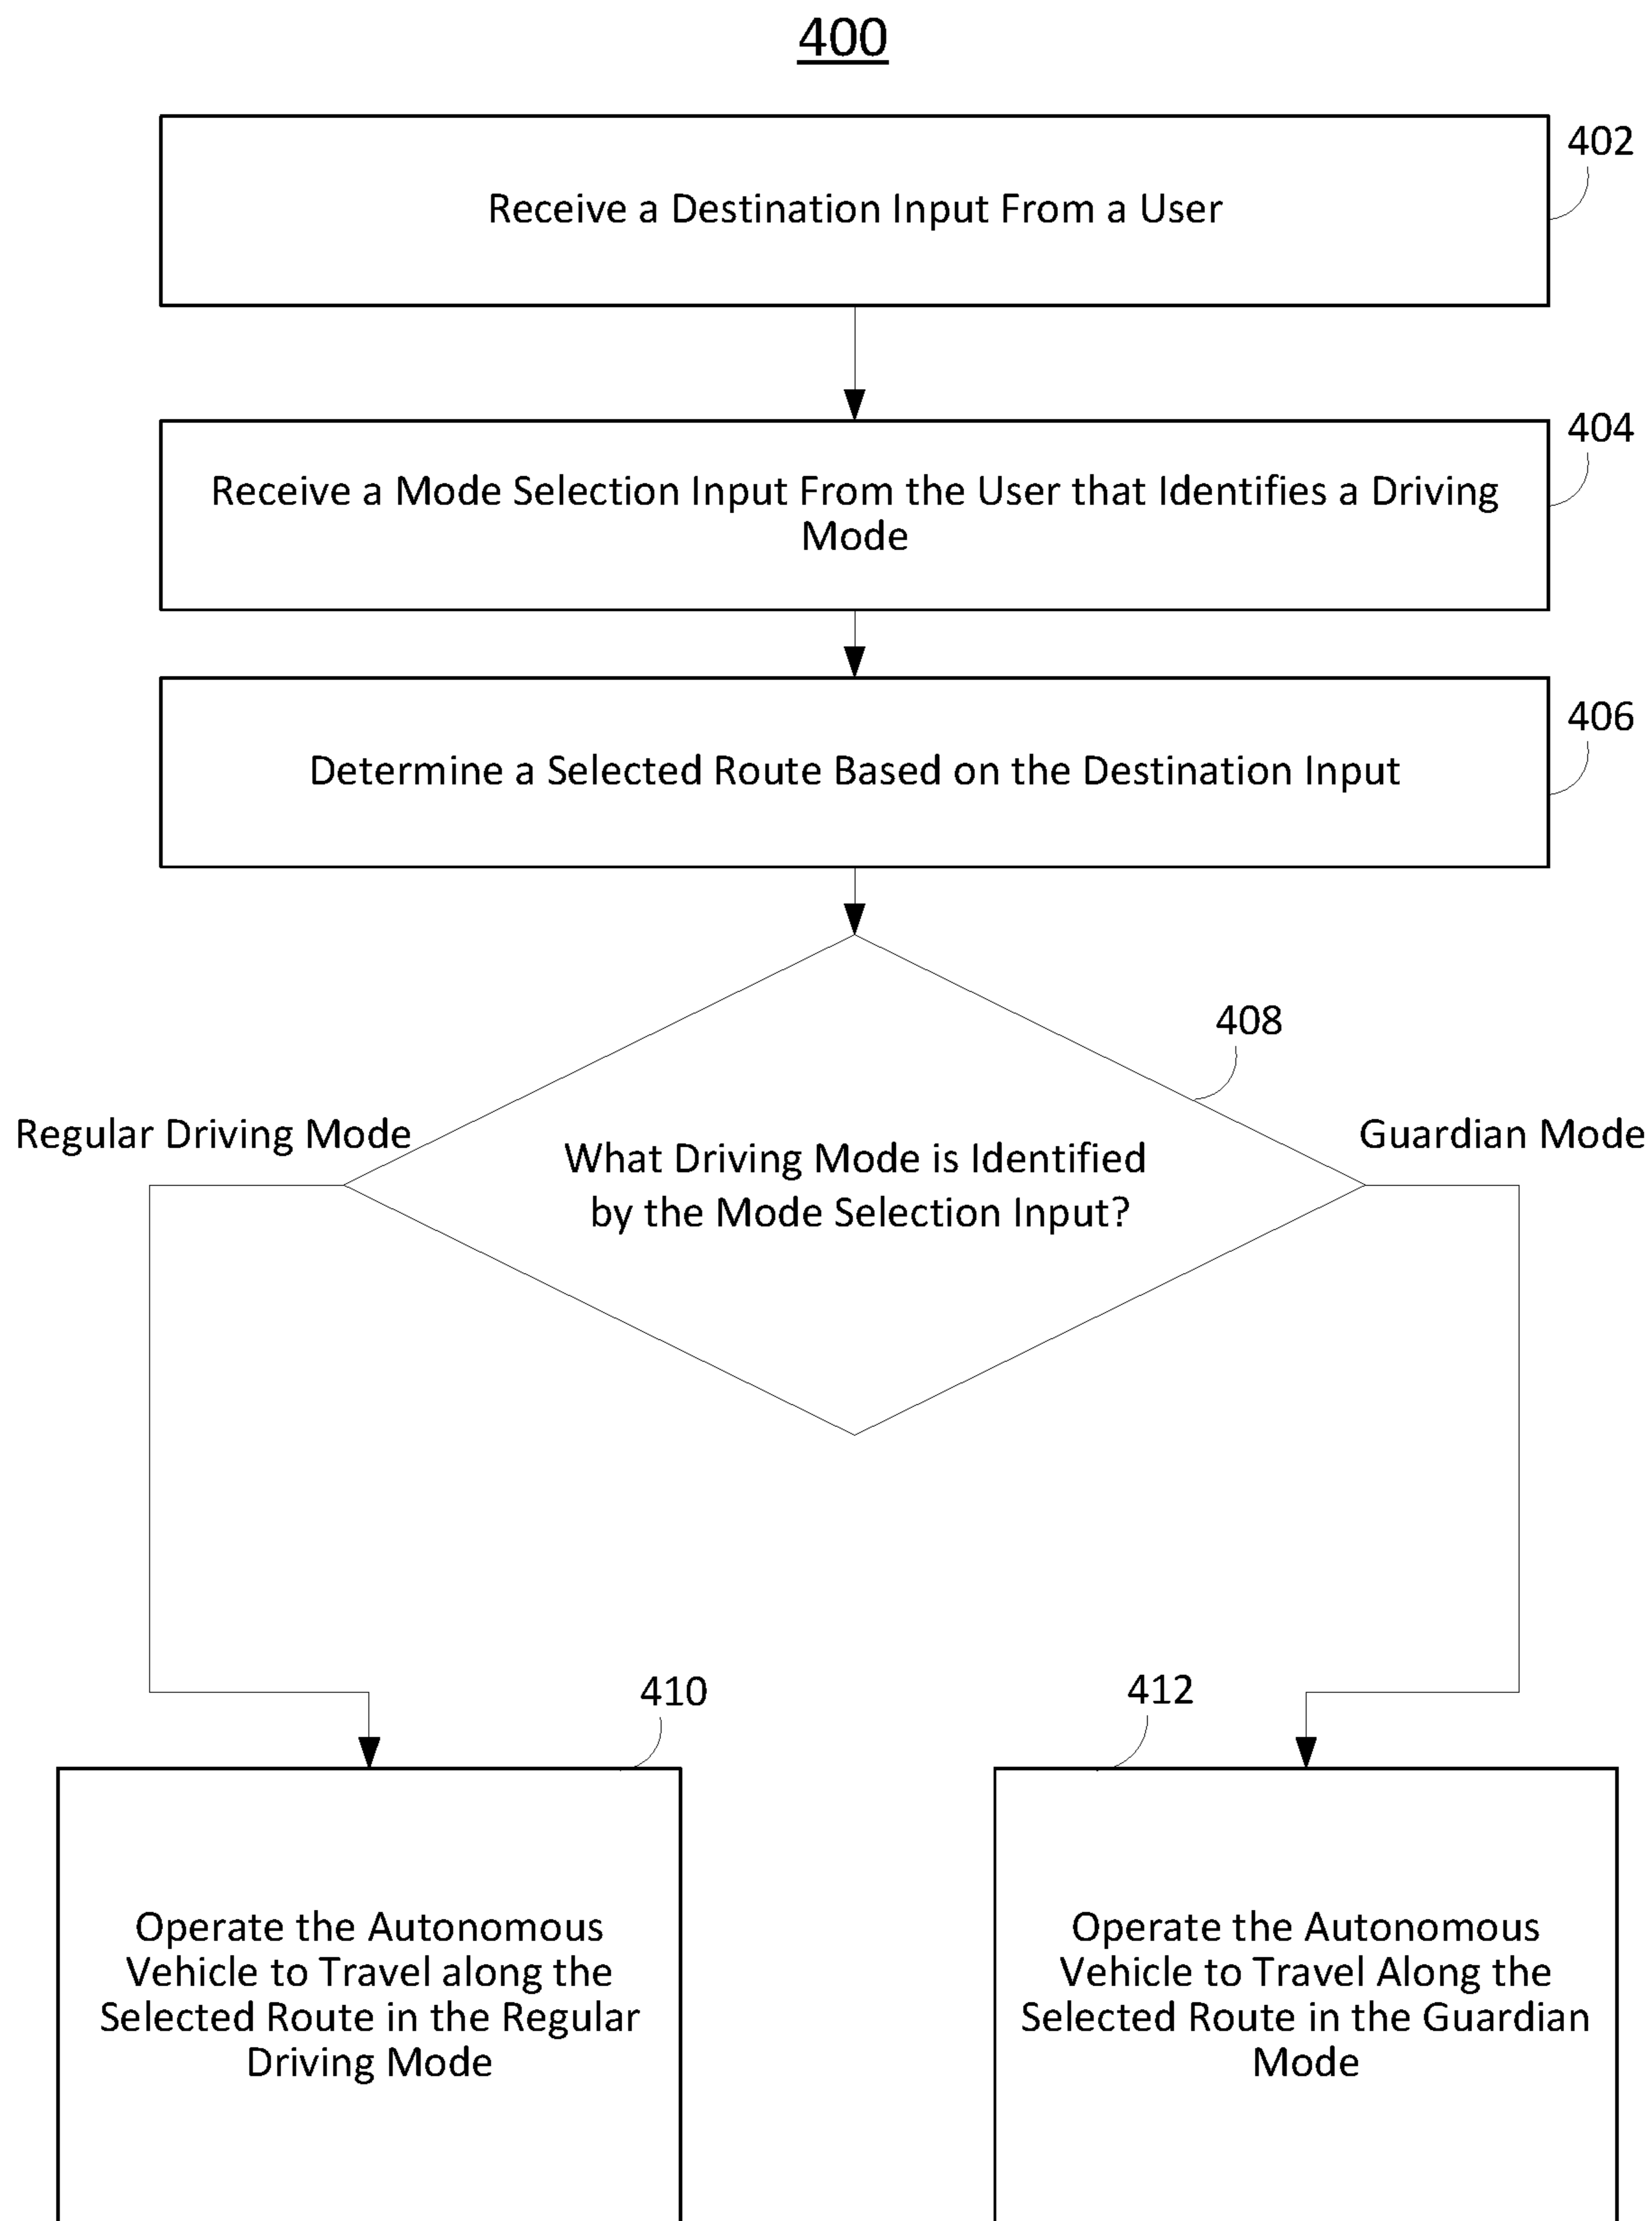 400
402
Receive a Destination Input From a User
404
Receive a Mode Selection Input From the User that Identifies a Driving
Mode
406
Determine a Selected Route Based on the Destination Input
408
Regular Driving Mode
Guardian Mode
What Driving Mode is Identified
by the Mode Selection Input?
410
412
Operate the Autonomous
Vehicle to Travel along the
Selected Route in the Regular
Driving Mode
Operate the Autonomous
Vehicle to Travel Along the
Selected Route in the Guardian
Mode